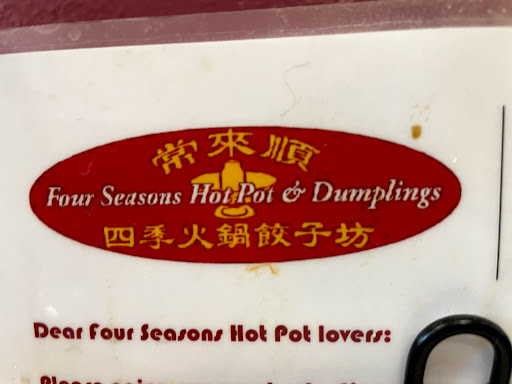 常來順
Four Seasons Hot Pot & Dumplings
四季火鍋餃子坊
Dear Four Seasons Hot Pot lovers:
Please